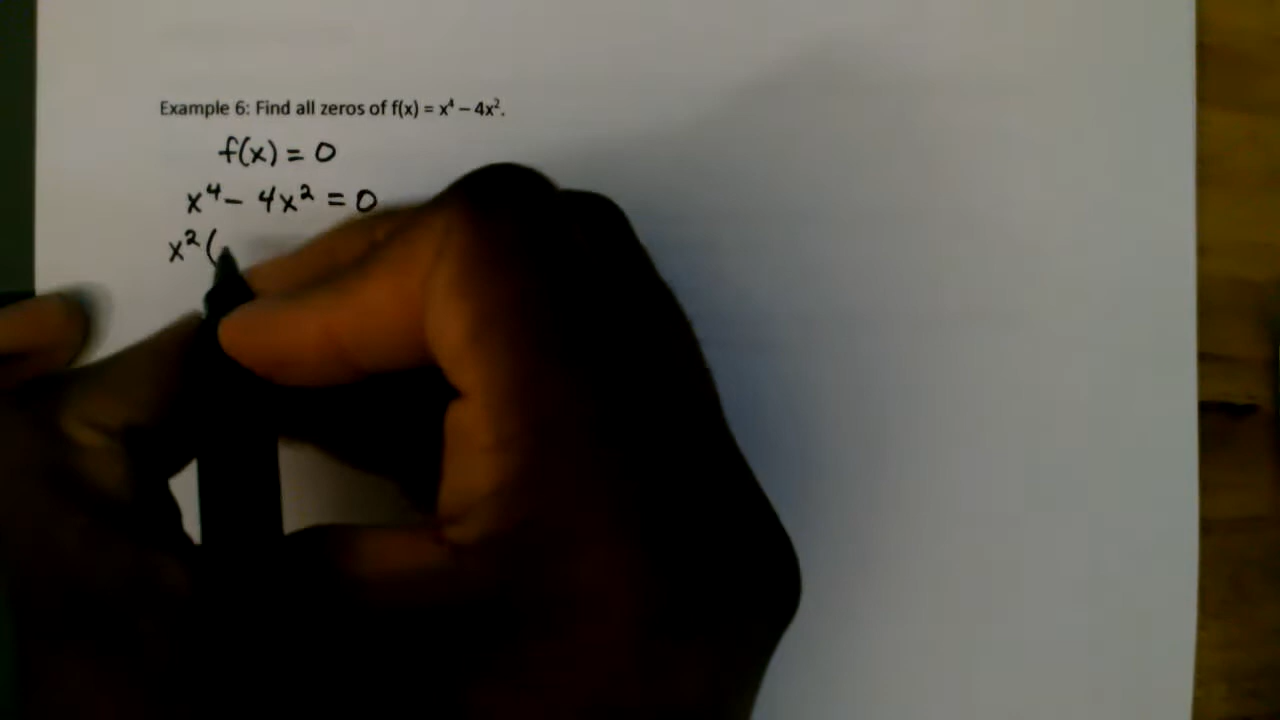 Example 6: Find all zeros of f(x) = x⁴ – 4x².
f(x) = 0
x⁴ – 4x² = 0
x² (